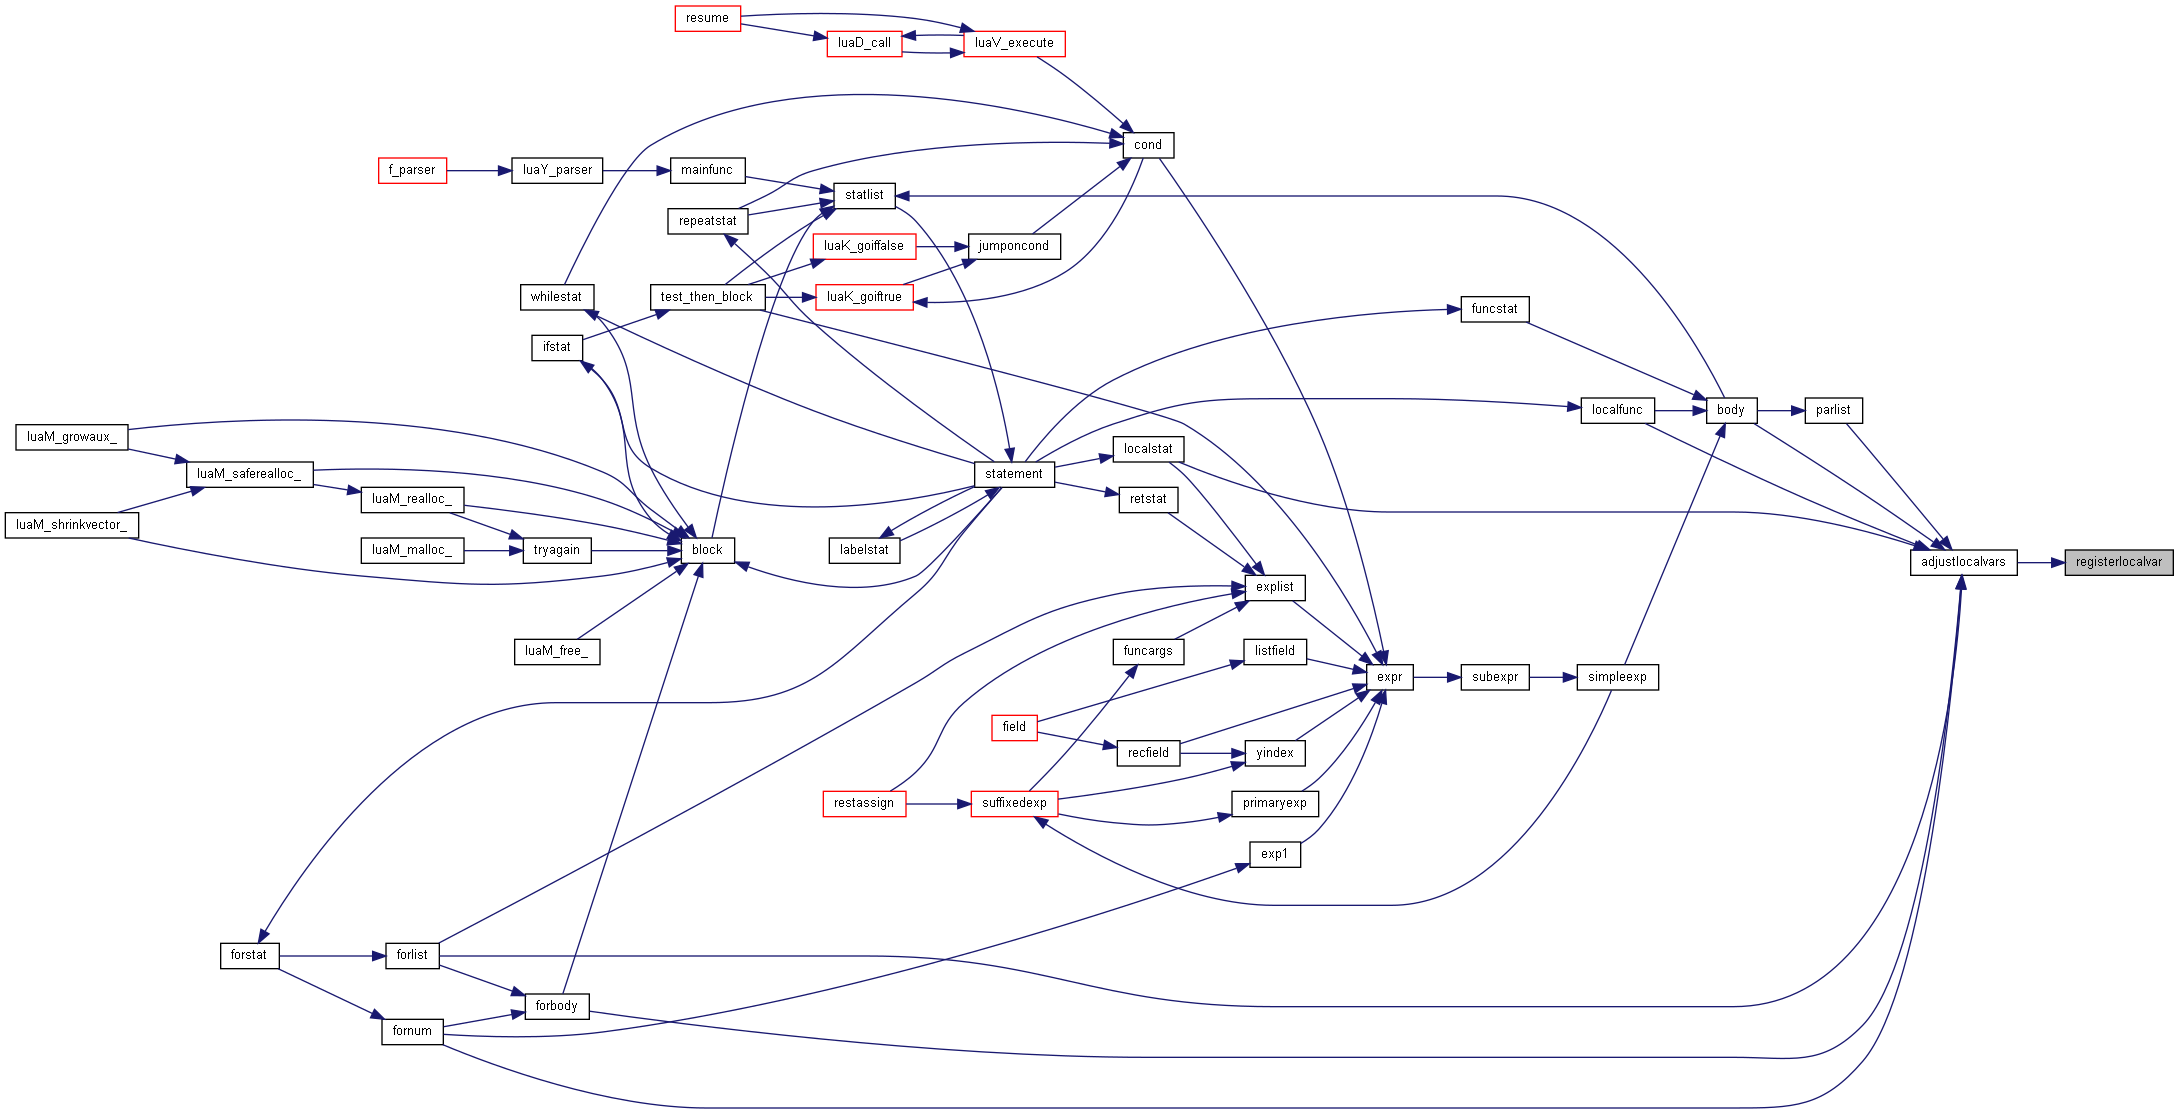 resume
luaD_call
luaV_execute
cond
f_parser
luaY_parser
mainfunc
statlist
repeatstat
luaK_goiffalse
jumponcond
whilestat
test_then_block
luaK_goiftrue
funcstat
ifstat
localfunc
body
parlist
luaM_growaux_
localstat
luaM_saferealloc_
statement
luaM_realloc_
retstat
luaM_shrinkvector_
luaM_malloc_
tryagain
block
labelstat
adjustlocalvars
registerlocalvar
explist
luaM_free_
funcargs
listfield
expr
subexpr
simpleexp
field
recfield
yindex
restassign
suffixedexp
primaryexp
exp1
forstat
forlist
forbody
fornum